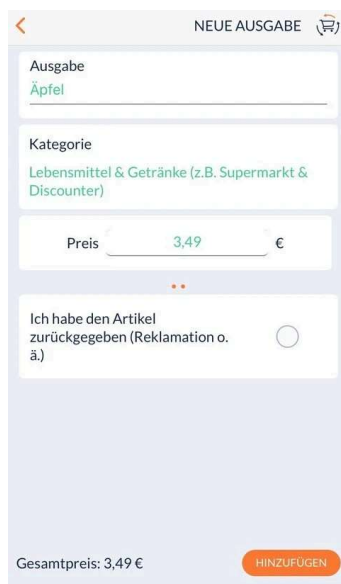 NEUE AUSGABE
Ausgabe
Äpfel
Kategorie
Lebensmittel & Getränke (z.B. Supermarkt &
Discounter)
Preis 3,49 €
Ich habe den Artikel
zurückgegeben (Reklamation o.
ä.)
Gesamtpreis: 3,49 € HINZUFÜGEN